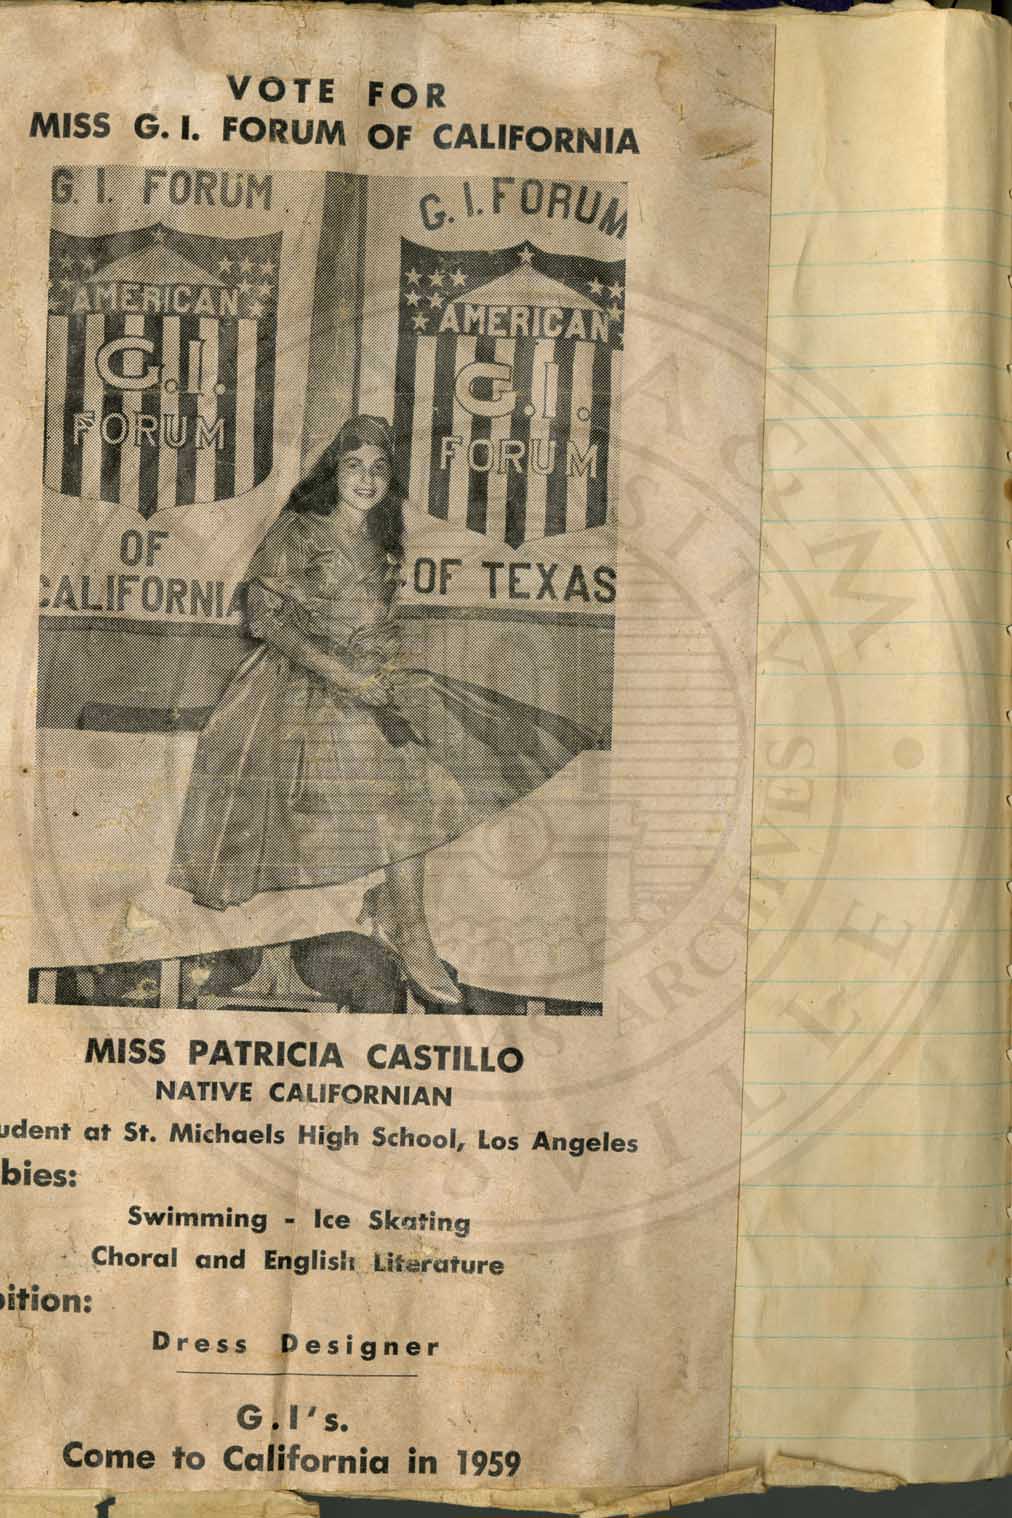 VOTE FOR
MISS G. I. FORUM OF CALIFORNIA
G. I. FORUM
AMERICAN
G.I.
FORUM
OF
CALIFORNIA
G. I. FORUM
AMERICAN
G.I.
FORUM
OF TEXAS
MISS PATRICIA CASTILLO
NATIVE CALIFORNIAN
udent at St. Michaels High School, Los Angeles
bies:
Swimming - Ice Skating
Choral and English Literature
ition:
Dress Designer
G.I's.
Come to California in 1959
ARCHIVES